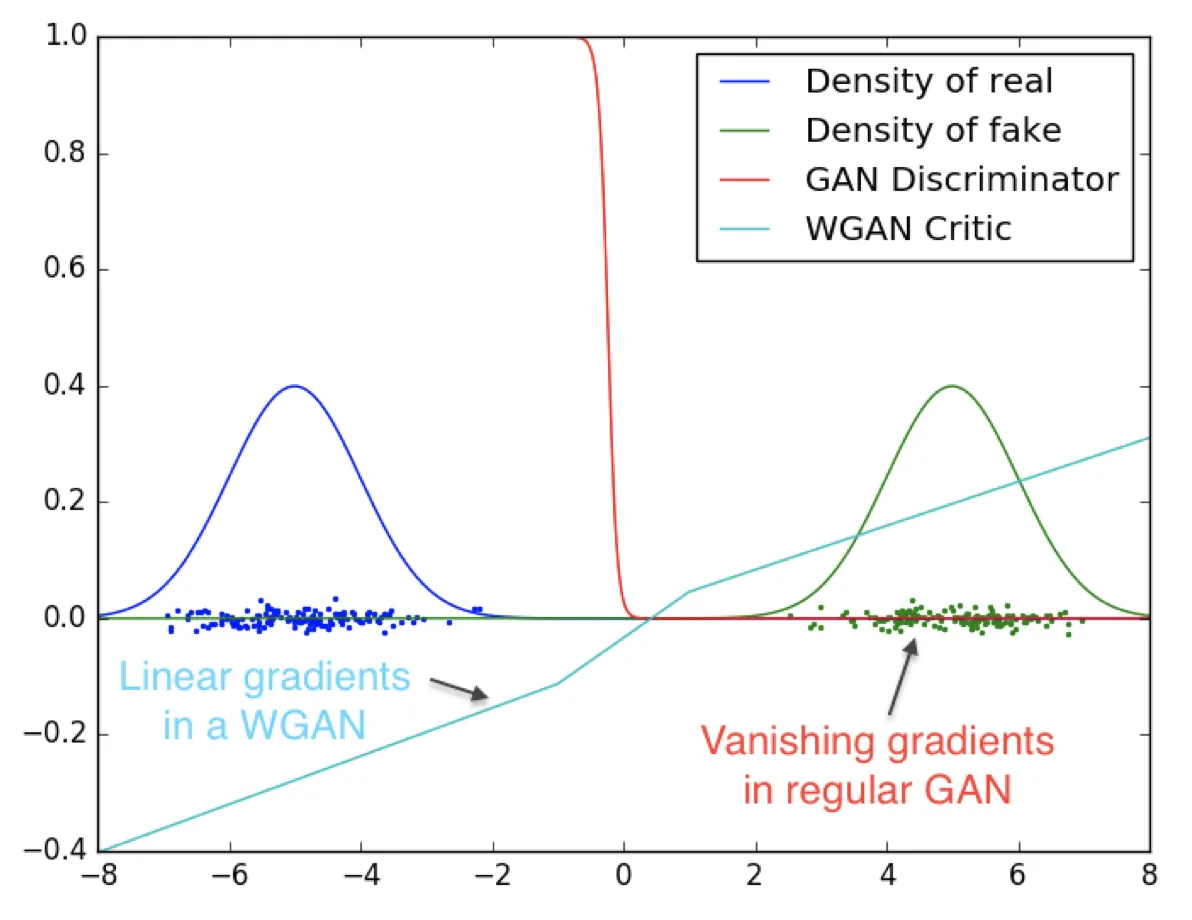 1.0
0.8
0.6
0.4
0.2
0.0
−0.2
−0.4
−8
−6
−4
−2
0
2
4
6
8
Density of real
Density of fake
GAN Discriminator
WGAN Critic
Linear gradients
in a WGAN
Vanishing gradients
in regular GAN